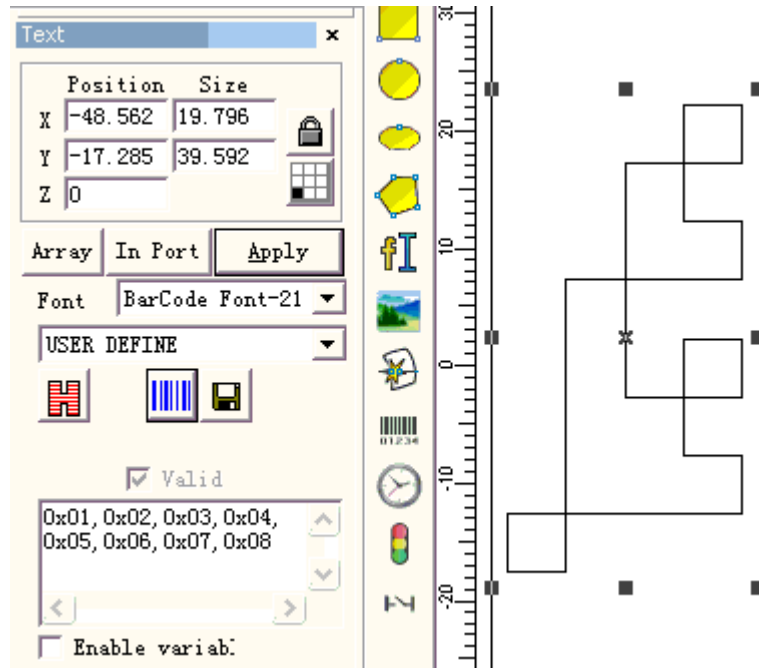 Text
Position Size
X -48.562 19.796
Y -17.285 39.592
Z 0
Array In Port Apply
Font BarCode Font-21
USER DEFINE
Valid
0x01, 0x02, 0x03, 0x04,
0x05, 0x06, 0x07, 0x08
Enable variabl
01234
30
20
10
0
-10
-20